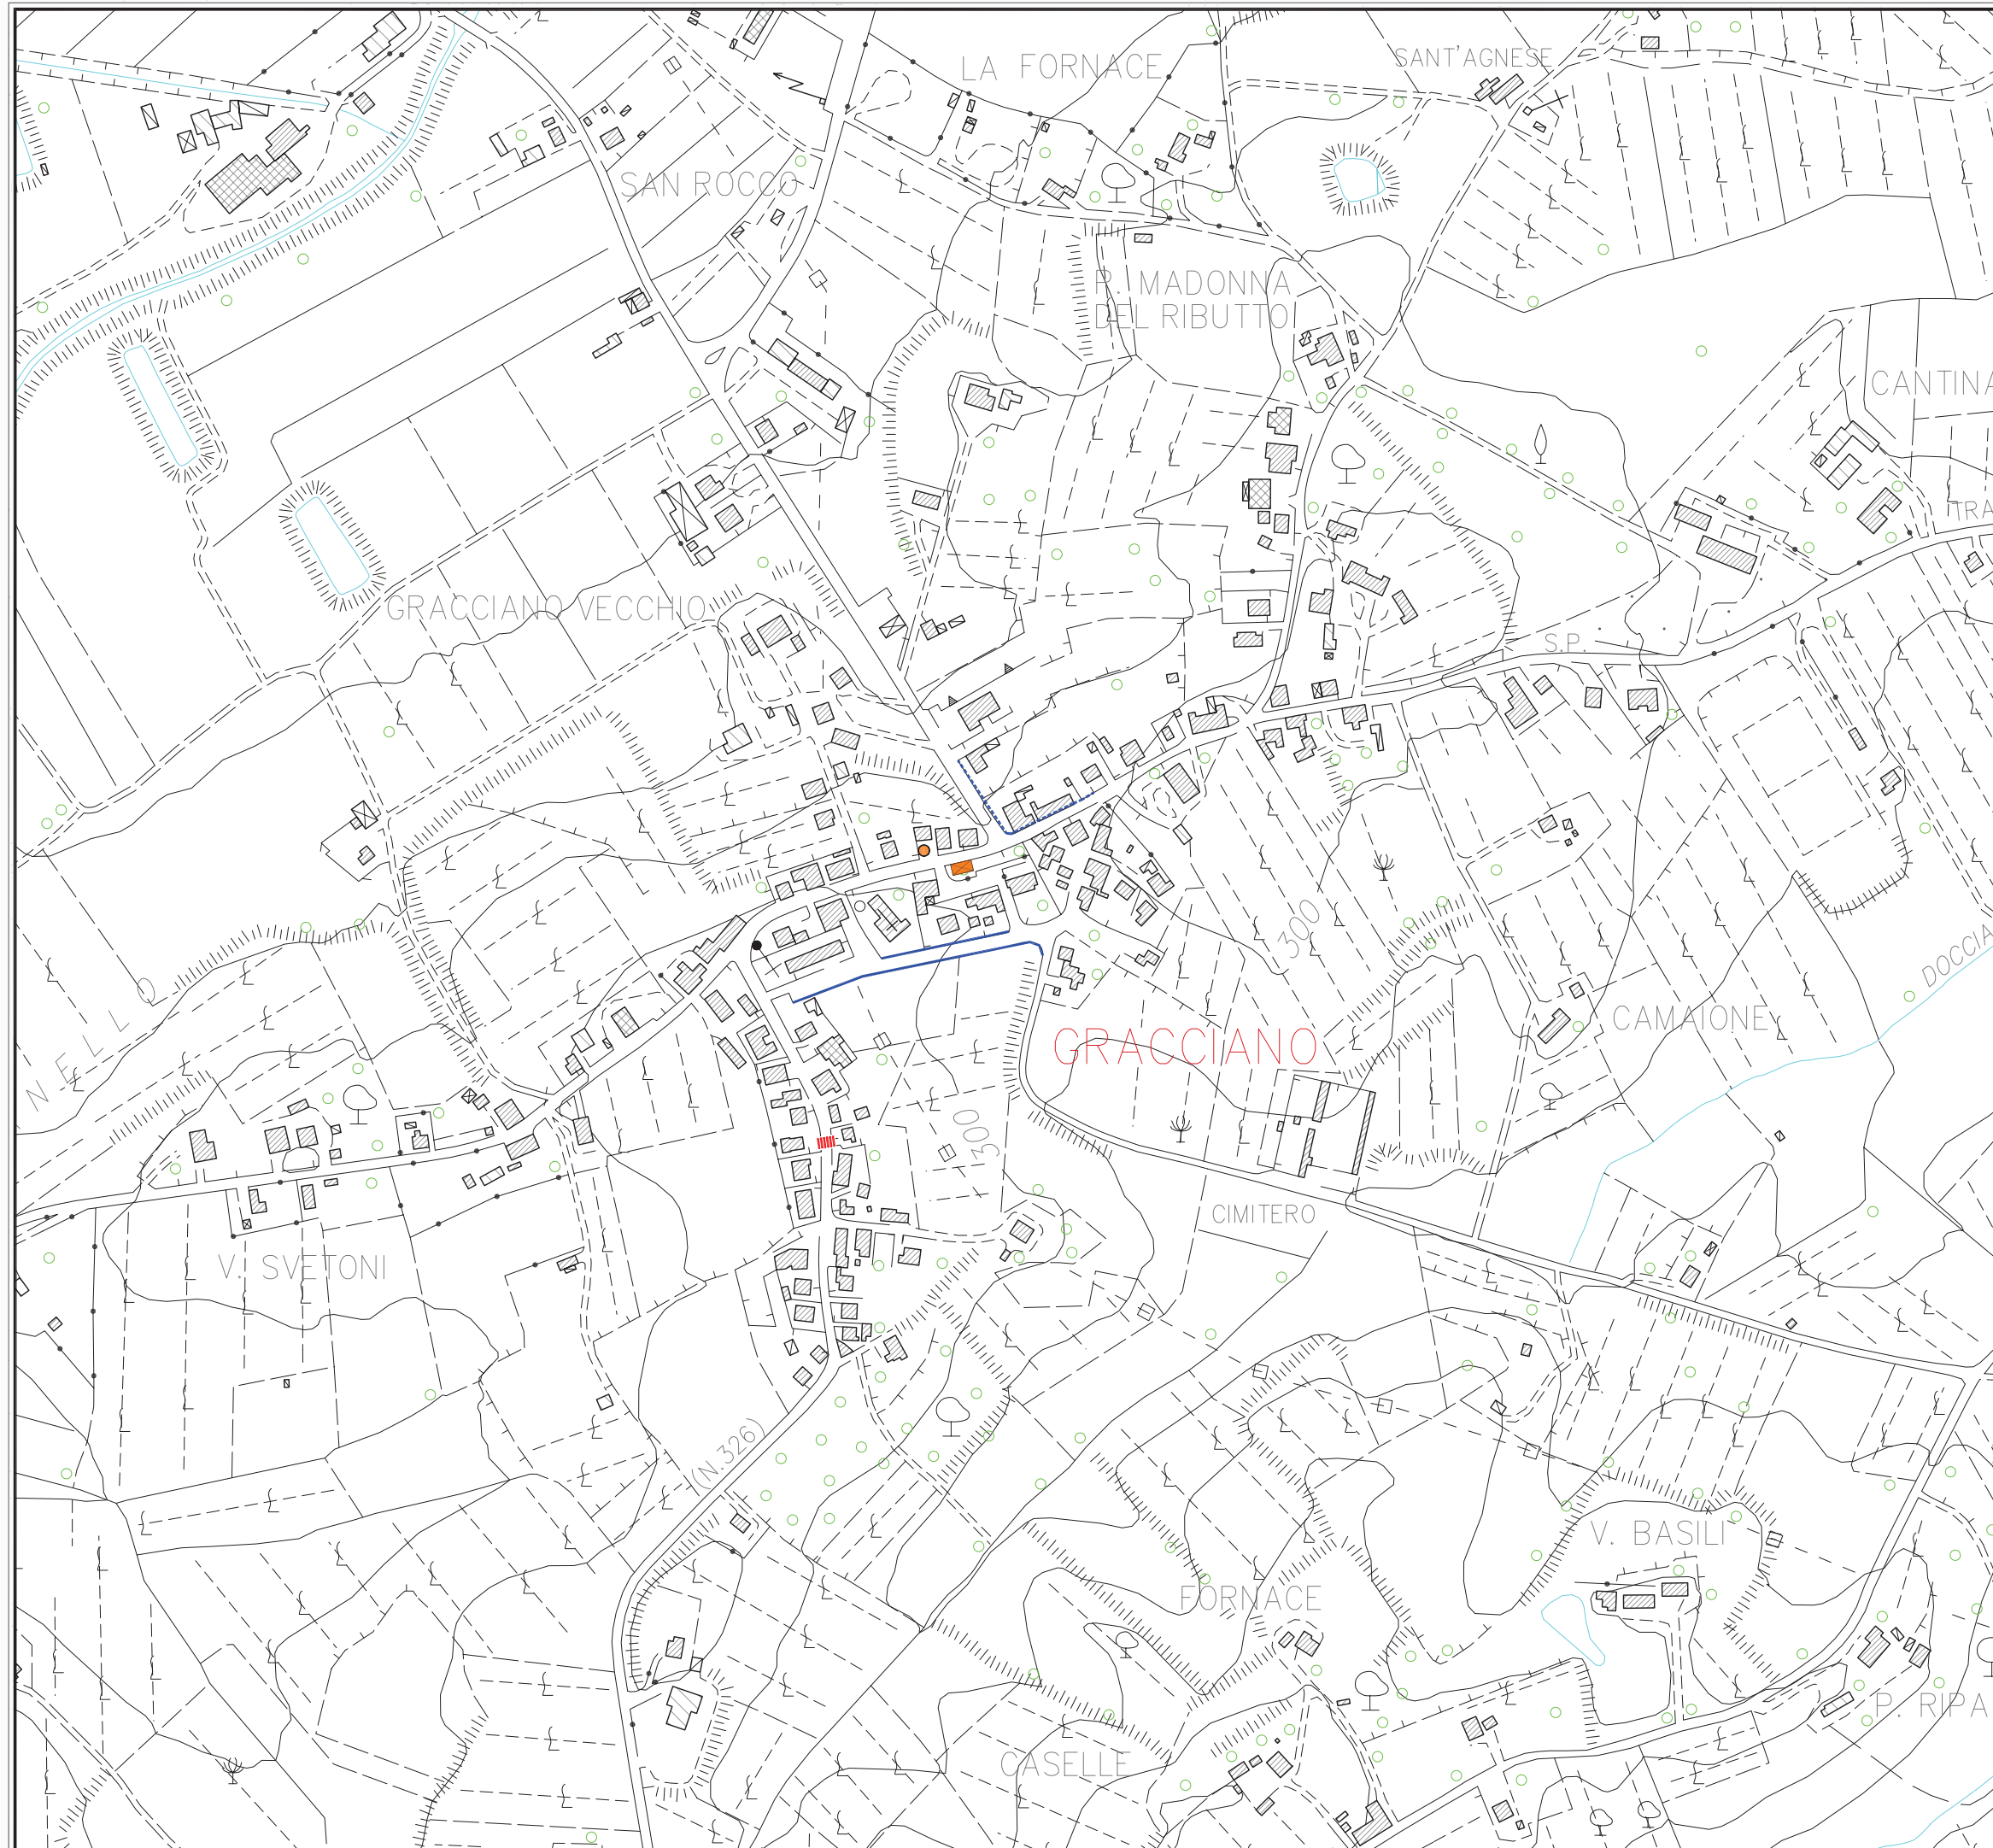 LA FORNACE
SANT'AGNESE
SAN ROCCO
P. MADONNA
DEL RIBUTTO
CANTINA
TRA
GRACCIANO VECCHIO
S.P.
300
DOCCIA
NELLO
GRACCIANO
CAMAIONE
300
CIMITERO
V. SVETONI
(N.326)
V. BASILI
FORNACE
P. RIPA
CASELLE